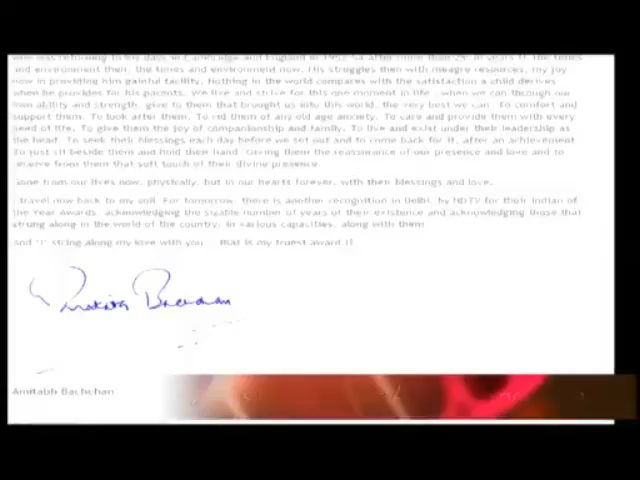 and environment then, the times and environment now. His struggles then with meagre resources, my joy
now in providing him gainful facility. Nothing in the world compares with the satisfaction a child derives
when he provides for his parents. We live and strive for this one moment in life - when we can through our
own ability and strength, give to them that brought us into this world, the very best we can. To comfort and
support them. To look after them. To rid them of any old age anxiety. To care and provide them with every
seed of life. To give them the joy of companionship and family. To live and exist under their leadership as
the head. To seek their blessings each day before we set out and to come back for it, after an achievement
To just sit beside them and hold their hand. Giving them the reassurance of our presence and love and to
receive from them that soft touch of their divine presence.
Gone from our lives now, physically, but in our hearts forever, with their blessings and love.
travel now back to my soil. For tomorrow, there is another recognition in Delhi, by NDTV for their Indian of
the Year Awards, acknowledging the sizable number of years of their existence and acknowledging those that
strung along in the world of the country, in various capacities, along with them.
and 'I' string along my love with you... that is my truest award !!
Amitabh Bachchan
Amitabh Bachchan